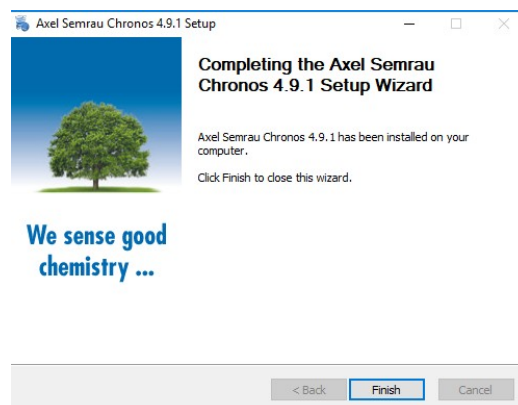 Axel Semrau Chronos 4.9.1 Setup
Completing the Axel Semrau
Chronos 4.9.1 Setup Wizard
Axel Semrau Chronos 4.9.1 has been installed on your
computer.
Click Finish to close this wizard.
We sense good
chemistry ...
< Back
Finish
Cancel